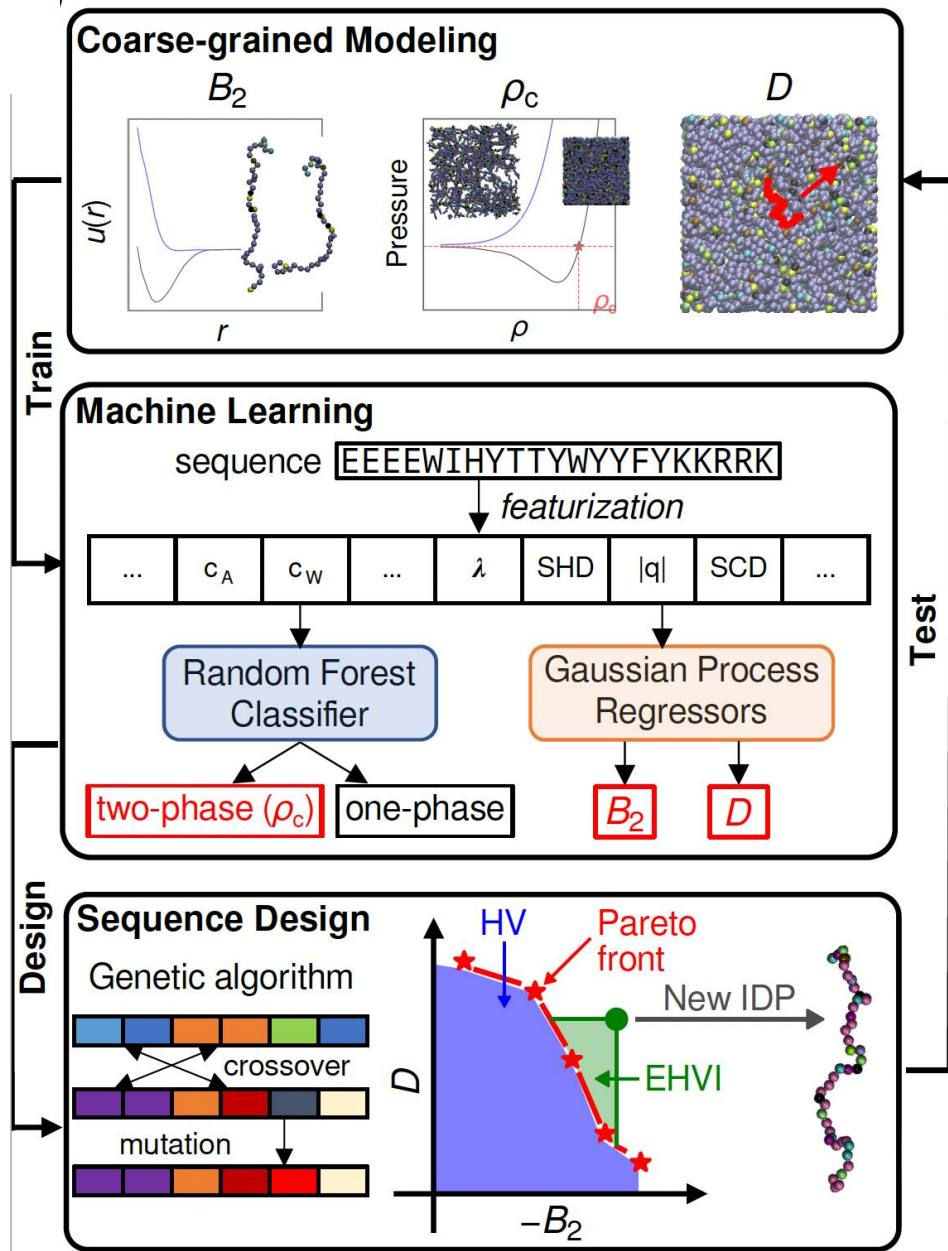 Coarse-grained Modeling
B₂
ρc
D
u(r)
r
Pressure
ρ
ρc
Train
Machine Learning
sequence EEEEWIHYTTYWYYFYKKRRK
featurization
... cA cW ... λ SHD |q| SCD ...
Random Forest
Classifier
Gaussian Process
Regressors
two-phase (ρc)
one-phase
B₂
D
Test
Design
Sequence Design
Genetic algorithm
crossover
mutation
HV
Pareto
front
New IDP
EHVI
D
−B₂